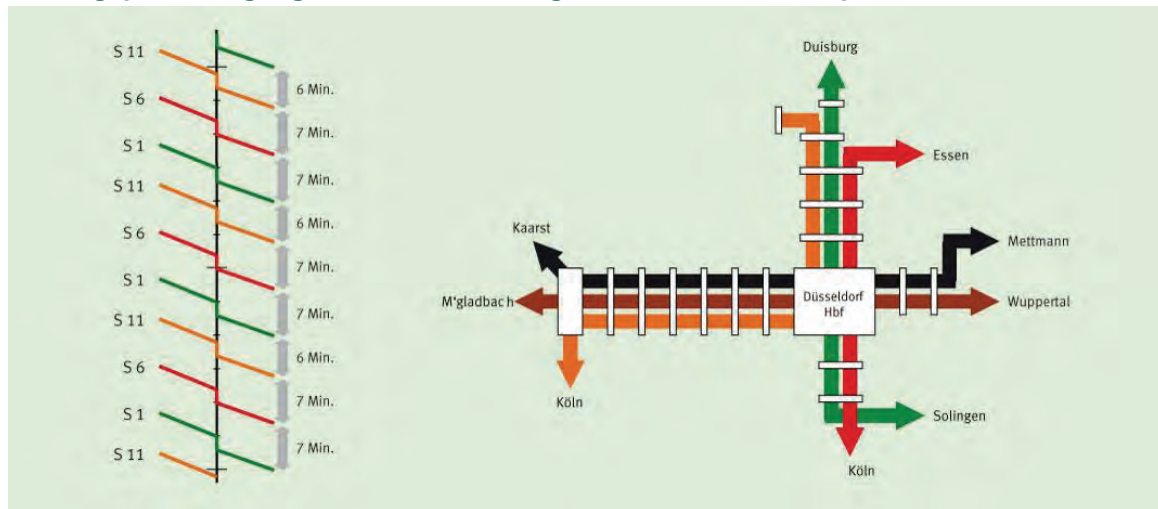 S 11
S 6
S 1
S 11
S 6
S 1
S 11
S 6
S 1
S 11
6 Min.
7 Min.
7 Min.
6 Min.
7 Min.
7 Min.
6 Min.
7 Min.
7 Min.
Duisburg
Essen
Kaarst
Mettmann
M'gladbach
Düsseldorf
Hbf
Wuppertal
Köln
Solingen
Köln